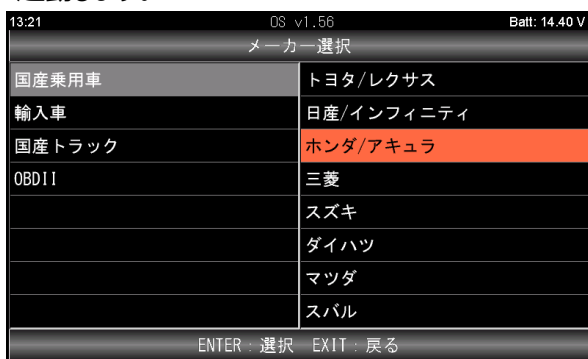 13:21 OS v1.56 Batt: 14.40 V
メーカー選択
国産乗用車 トヨタ/レクサス
輸入車 日産/インフィニティ
国産トラック ホンダ/アキュラ
OBDII 三菱
スズキ
ダイハツ
マツダ
スバル
ENTER:選択 EXIT:戻る